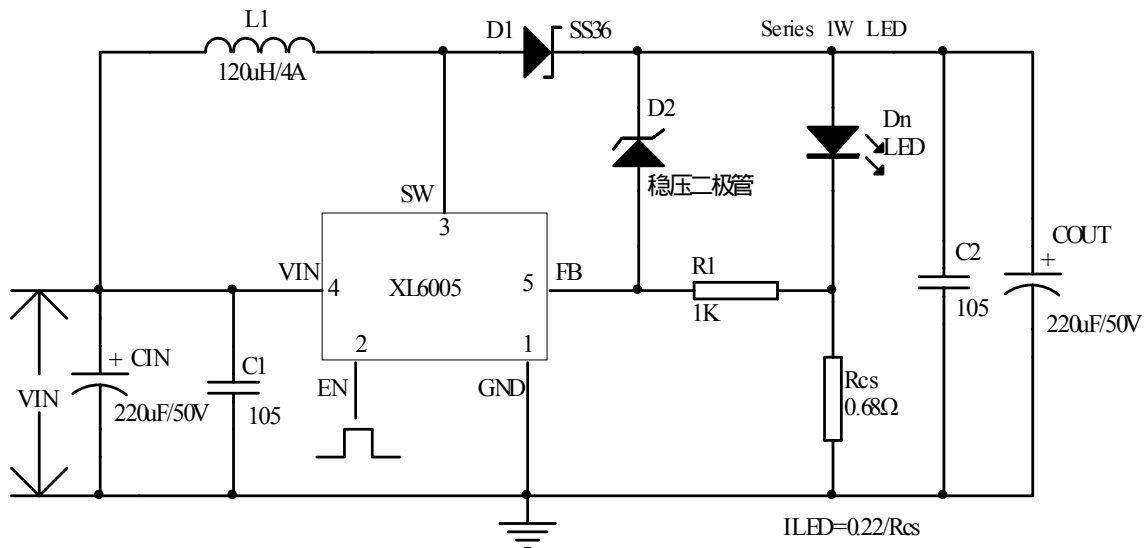 L1
120uH/4A
D1
SS36
Series 1W LED
D2
稳压二极管
Dn
LED
SW
3
VIN
4
XL6005
5
FB
R1
1K
C2
105
COUT
+
220uF/50V
2
1
EN
GND
VIN
+ CIN
220uF/50V
C1
105
Rcs
0.68Ω
ILED=0.22/Rcs